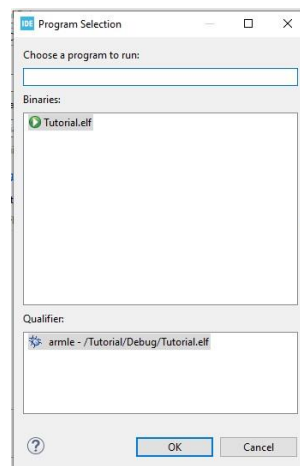 IDE Program Selection
Choose a program to run:
Binaries:
Tutorial.elf
Qualifier:
armle - /Tutorial/Debug/Tutorial.elf
?
OK Cancel